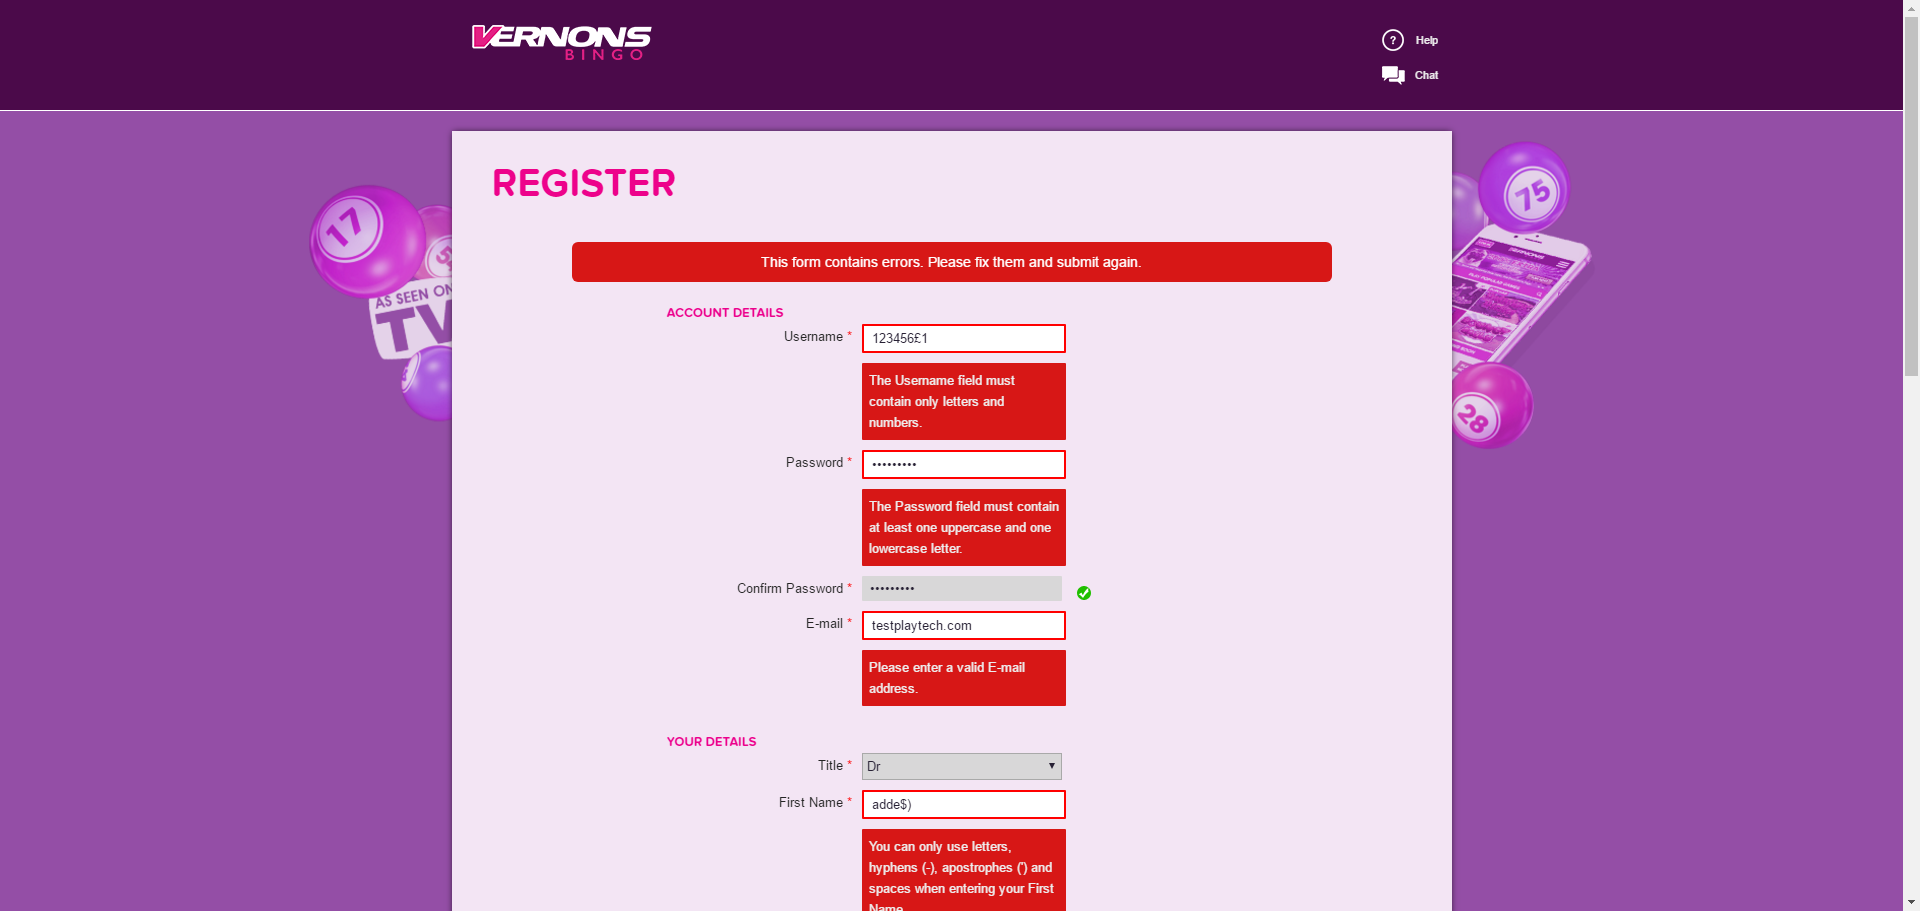 VERNONS
BINGO
Help
Chat
REGISTER
17
75
AS SEEN ON
TV
28
This form contains errors. Please fix them and submit again.
ACCOUNT DETAILS
Username * 123456£1
The Username field must
contain only letters and
numbers.
Password * •••••••••
The Password field must contain
at least one uppercase and one
lowercase letter.
Confirm Password * •••••••••
E-mail * testplaytech.com
Please enter a valid E-mail
address.
YOUR DETAILS
Title * Dr
First Name * adde$)
You can only use letters,
hyphens (-), apostrophes (') and
spaces when entering your First
Name